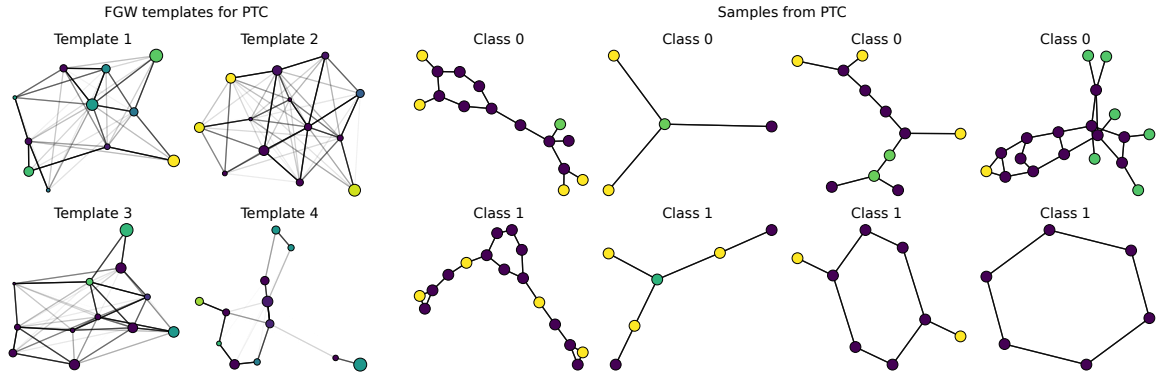 FGW templates for PTC
Samples from PTC
Template 1
Template 2
Class 0
Class 0
Class 0
Class 0
Template 3
Template 4
Class 1
Class 1
Class 1
Class 1